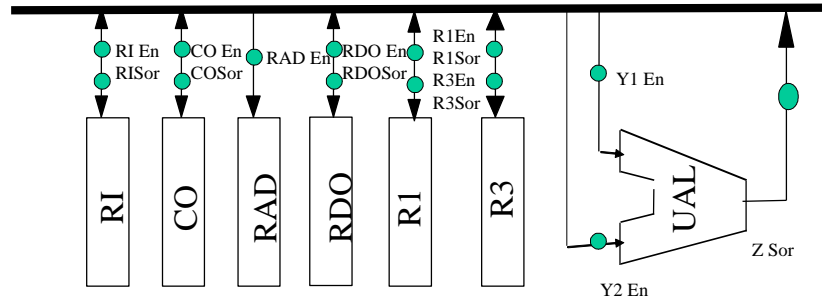 RI En
RISor
CO En
COSor
RAD En
RDO En
RDOSor
R1En
R1Sor
R3En
R3Sor
Y1 En
RI
CO
RAD
RDO
R1
R3
UAL
Z Sor
Y2 En